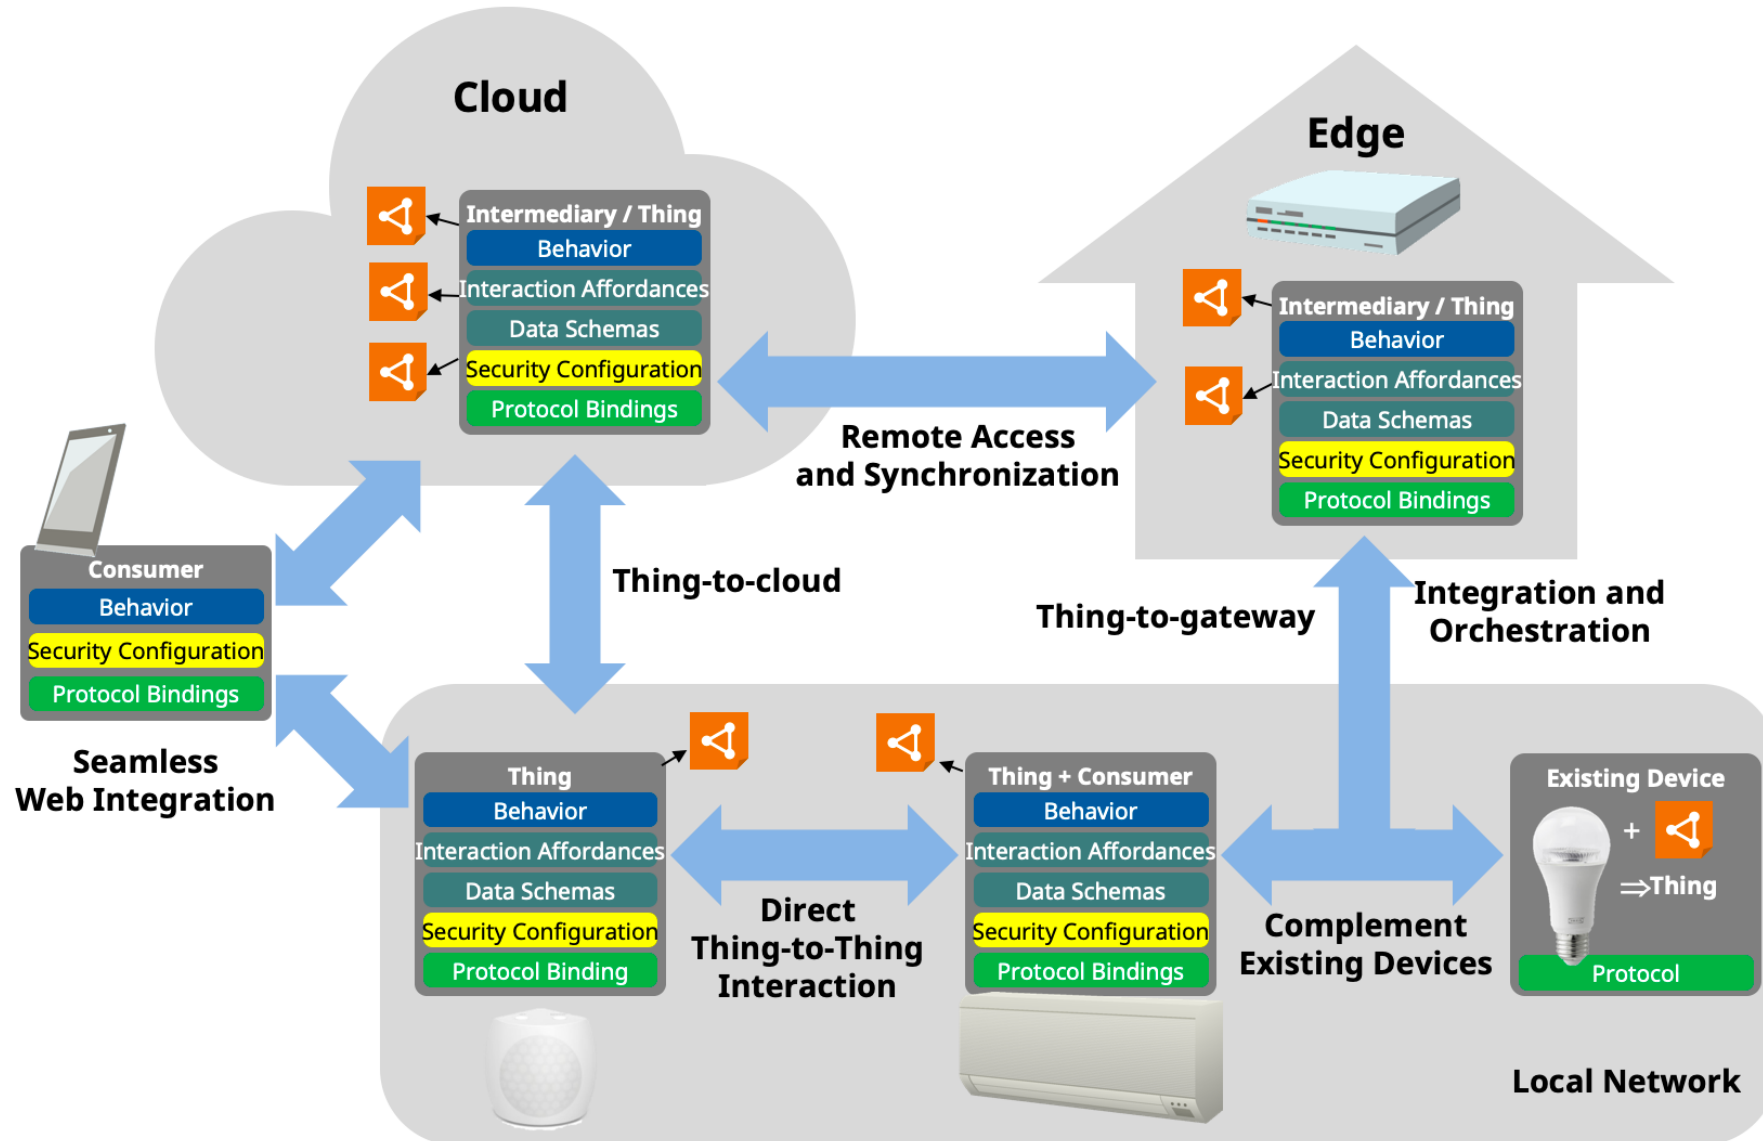 Cloud
Intermediary / Thing
Behavior
Interaction Affordances
Data Schemas
Security Configuration
Protocol Bindings
Edge
Intermediary / Thing
Behavior
Interaction Affordances
Data Schemas
Security Configuration
Protocol Bindings
Remote Access
and Synchronization
Consumer
Behavior
Security Configuration
Protocol Bindings
Thing-to-cloud
Thing-to-gateway
Integration and
Orchestration
Seamless
Web Integration
Thing
Behavior
Interaction Affordances
Data Schemas
Security Configuration
Protocol Binding
Direct
Thing-to-Thing
Interaction
Thing + Consumer
Behavior
Interaction Affordances
Data Schemas
Security Configuration
Protocol Bindings
Complement
Existing Devices
Existing Device
+
⇒Thing
Protocol
Local Network